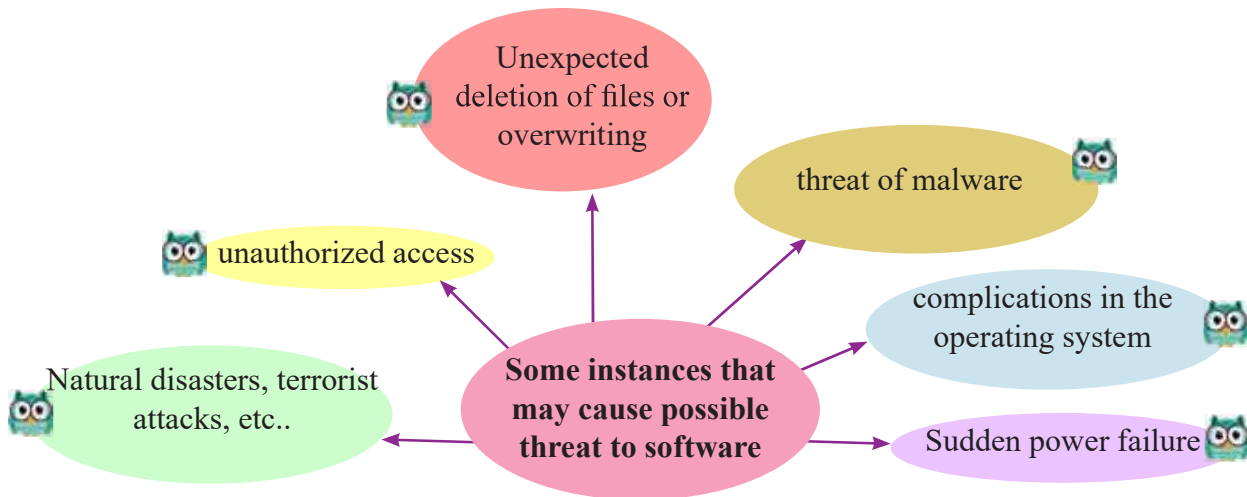 Unexpected
deletion of files or
overwriting
threat of malware
unauthorized access
complications in the
operating system
Natural disasters, terrorist
attacks, etc..
Some instances that
may cause possible
threat to software
Sudden power failure